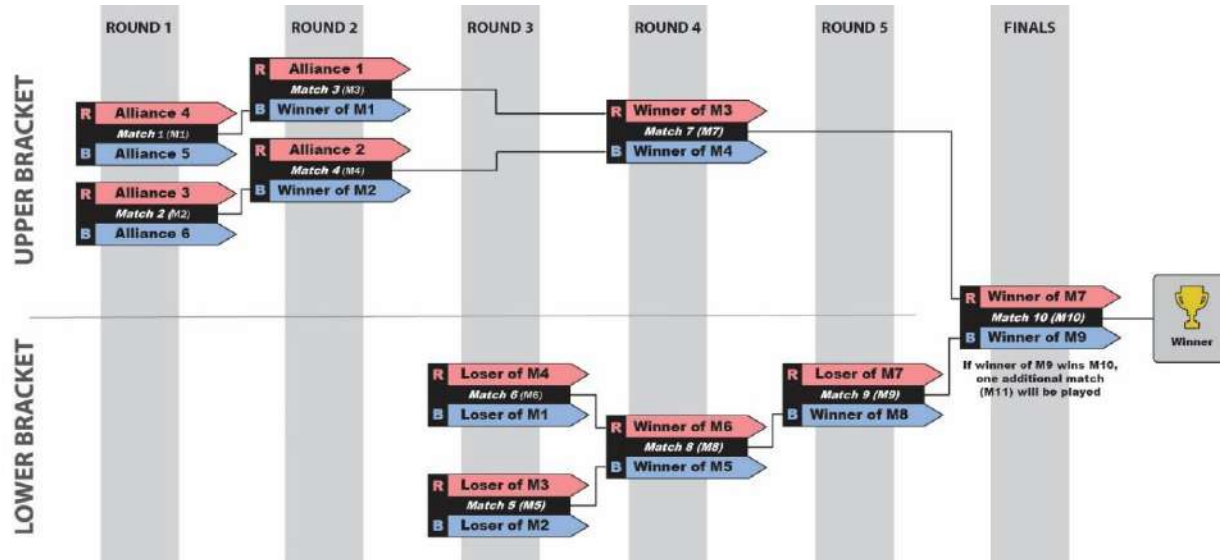 ROUND 1
ROUND 2
ROUND 3
ROUND 4
ROUND 5
FINALS
UPPER BRACKET
R Alliance 4
Match 1 (M1)
B Alliance 5
R Alliance 3
Match 2 (M2)
B Alliance 6
R Alliance 1
Match 3 (M3)
B Winner of M1
R Alliance 2
Match 4 (M4)
B Winner of M2
R Winner of M3
Match 7 (M7)
B Winner of M4
LOWER BRACKET
R Loser of M4
Match 6 (M6)
B Loser of M1
R Loser of M3
Match 5 (M5)
B Loser of M2
R Winner of M6
Match 8 (M8)
B Winner of M5
R Loser of M7
Match 9 (M9)
B Winner of M8
R Winner of M7
Match 10 (M10)
B Winner of M9
If winner of M9 wins M10,
one additional match
(M11) will be played
Winner